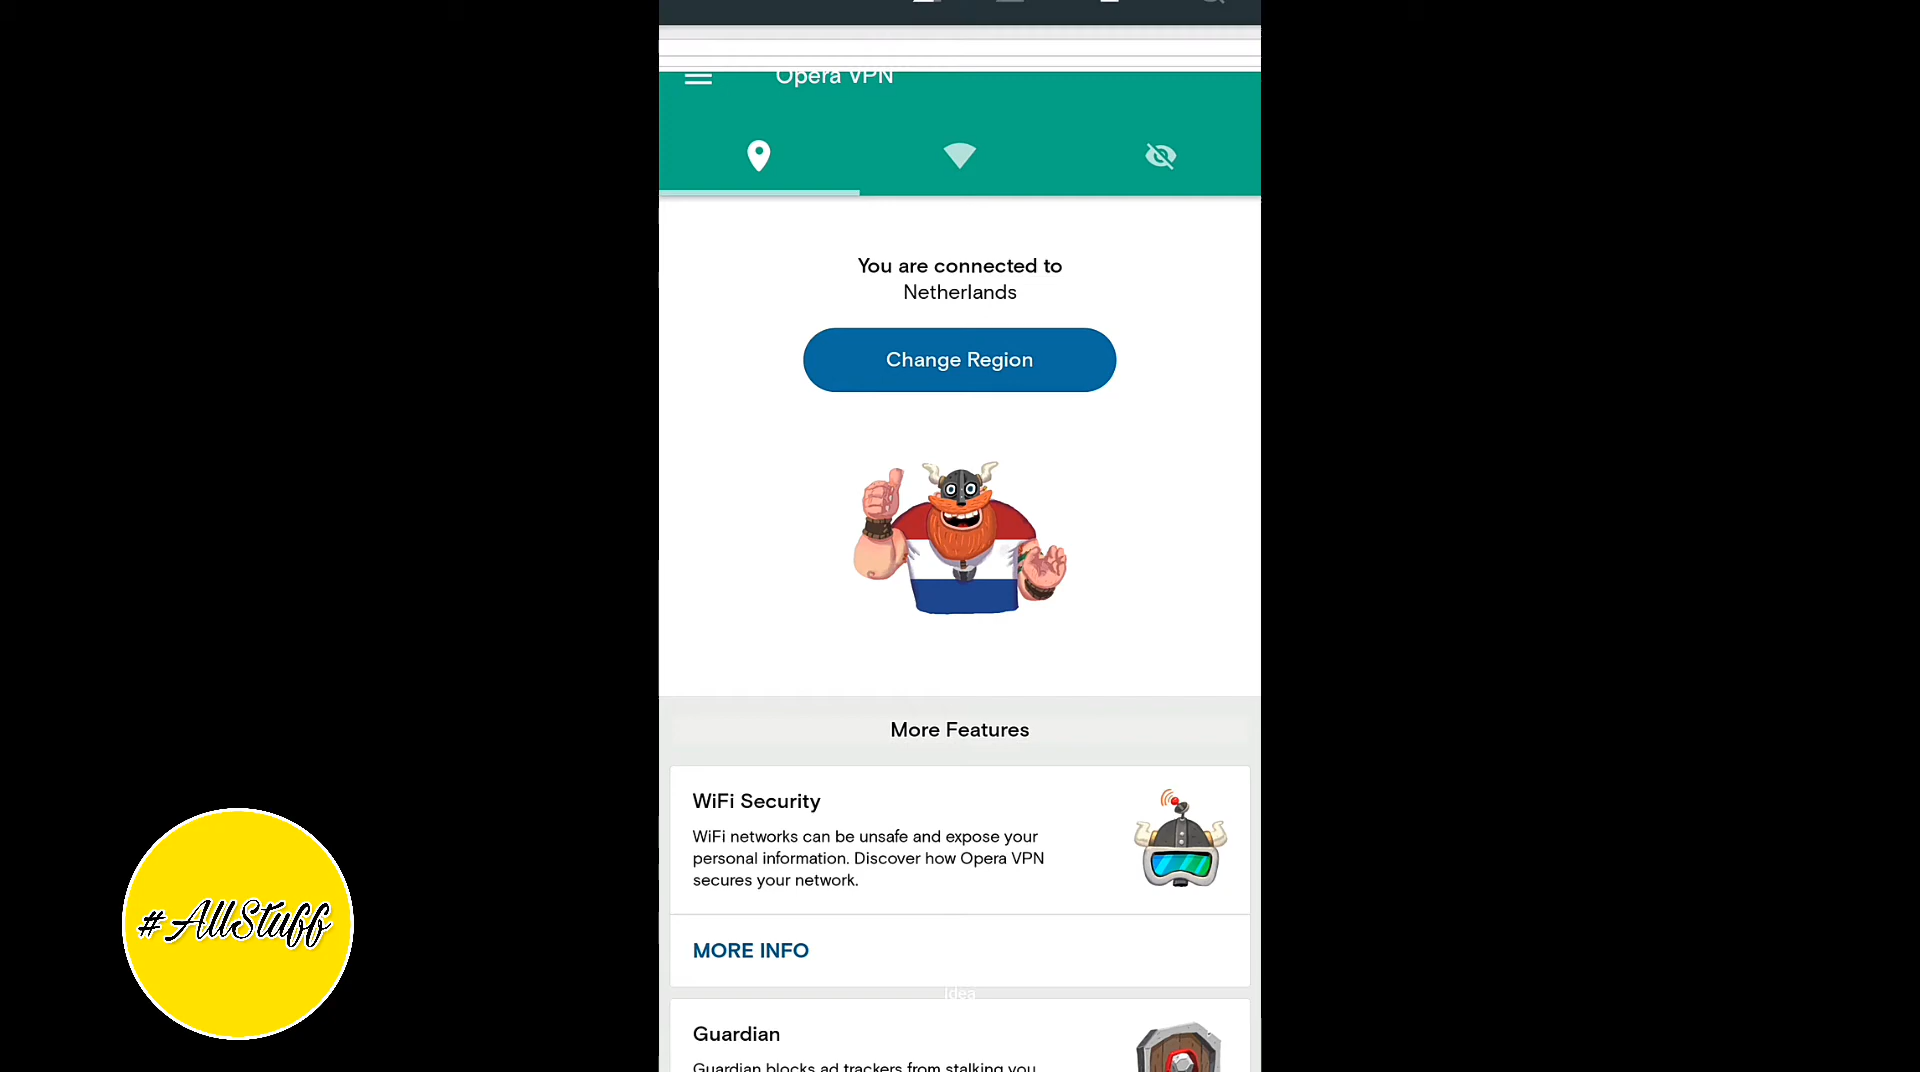 Opera VPN
You are connected to
Netherlands
Change Region
More Features
WiFi Security
WiFi networks can be unsafe and expose your
personal information. Discover how Opera VPN
secures your network.
MORE INFO
Idea
Guardian
Guardian blocks ad trackers from stalking you
#AllStuff